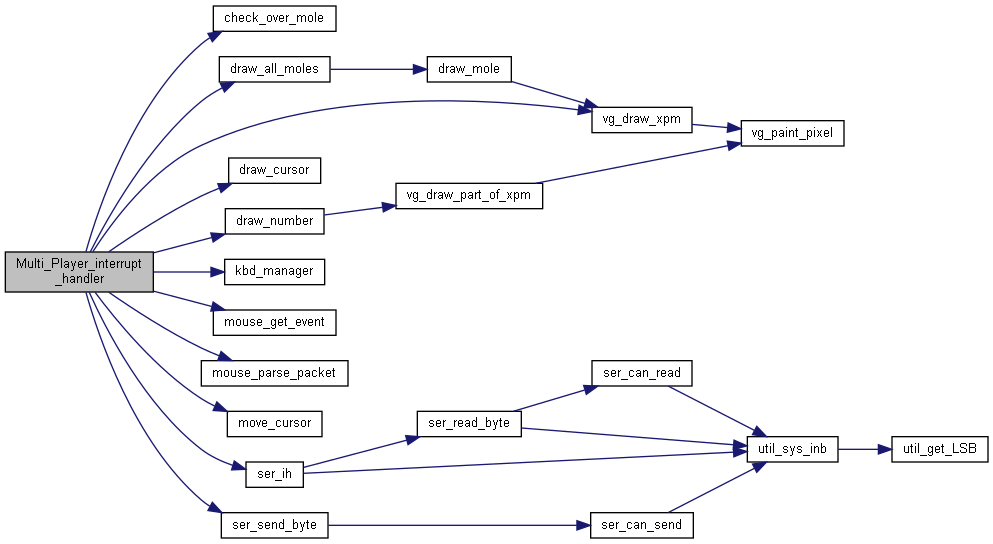 check_over_mole
draw_all_moles
draw_mole
vg_draw_xpm
vg_paint_pixel
draw_cursor
vg_draw_part_of_xpm
draw_number
Multi_Player_interrupt
_handler
kbd_manager
mouse_get_event
mouse_parse_packet
ser_can_read
move_cursor
ser_read_byte
util_sys_inb
util_get_LSB
ser_ih
ser_send_byte
ser_can_send